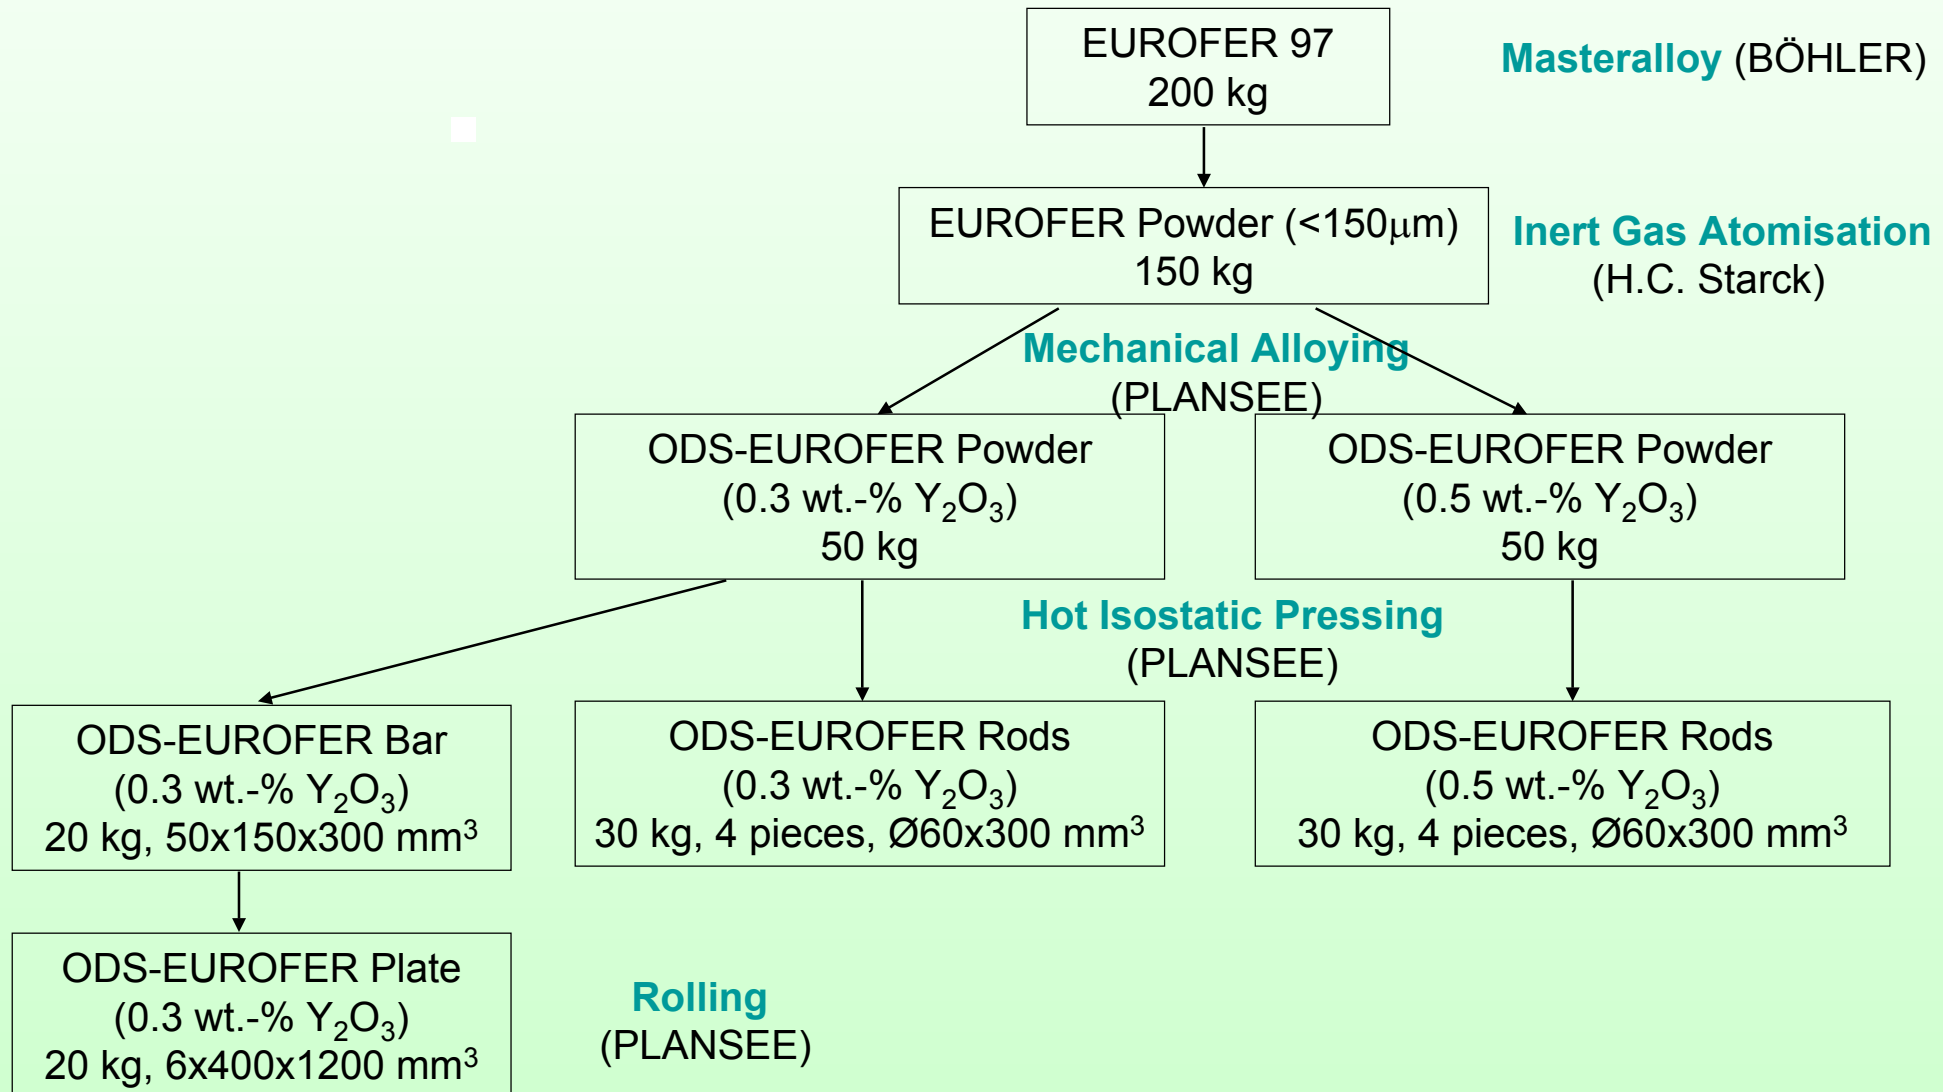 EUROFER 97
200 kg
Masteralloy (BÖHLER)
EUROFER Powder (<150μm)
150 kg
Inert Gas Atomisation
(H.C. Starck)
Mechanical Alloying
(PLANSEE)
ODS-EUROFER Powder
(0.3 wt.-% Y₂O₃)
50 kg
ODS-EUROFER Powder
(0.5 wt.-% Y₂O₃)
50 kg
Hot Isostatic Pressing
(PLANSEE)
ODS-EUROFER Bar
(0.3 wt.-% Y₂O₃)
20 kg, 50x150x300 mm³
ODS-EUROFER Rods
(0.3 wt.-% Y₂O₃)
30 kg, 4 pieces, Ø60x300 mm³
ODS-EUROFER Rods
(0.5 wt.-% Y₂O₃)
30 kg, 4 pieces, Ø60x300 mm³
ODS-EUROFER Plate
(0.3 wt.-% Y₂O₃)
20 kg, 6x400x1200 mm³
Rolling
(PLANSEE)